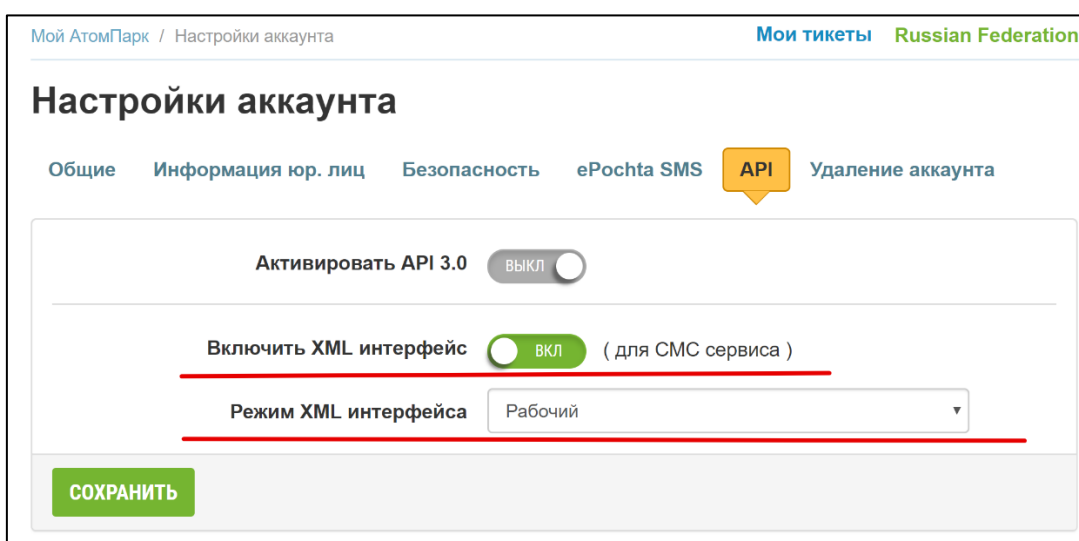 Мой АтомПарк / Настройки аккаунта Мои тикеты Russian Federation
Настройки аккаунта
Общие Информация юр. лиц Безопасность ePochta SMS API Удаление аккаунта
Активировать API 3.0 ВЫКЛ
Включить XML интерфейс ВКЛ ( для СМС сервиса )
Режим XML интерфейса Рабочий
СОХРАНИТЬ